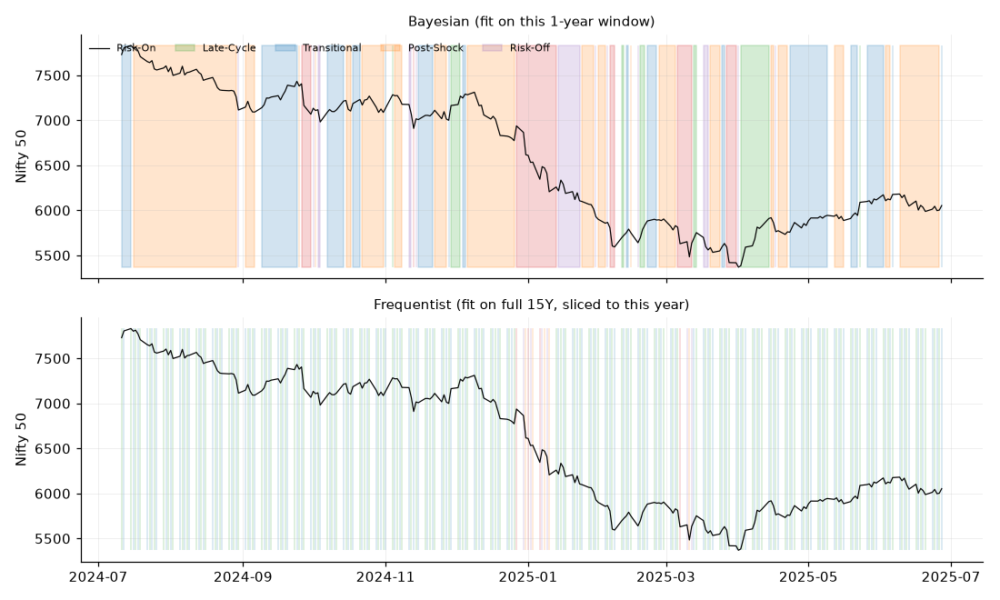 Bayesian (fit on this 1-year window)
Risk-On Late-Cycle Transitional Post-Shock Risk-Off
7500
7000
6500
6000
5500
Nifty 50
Frequentist (fit on full 15Y, sliced to this year)
7500
7000
6500
6000
5500
Nifty 50
2024-07 2024-09 2024-11 2025-01 2025-03 2025-05 2025-07